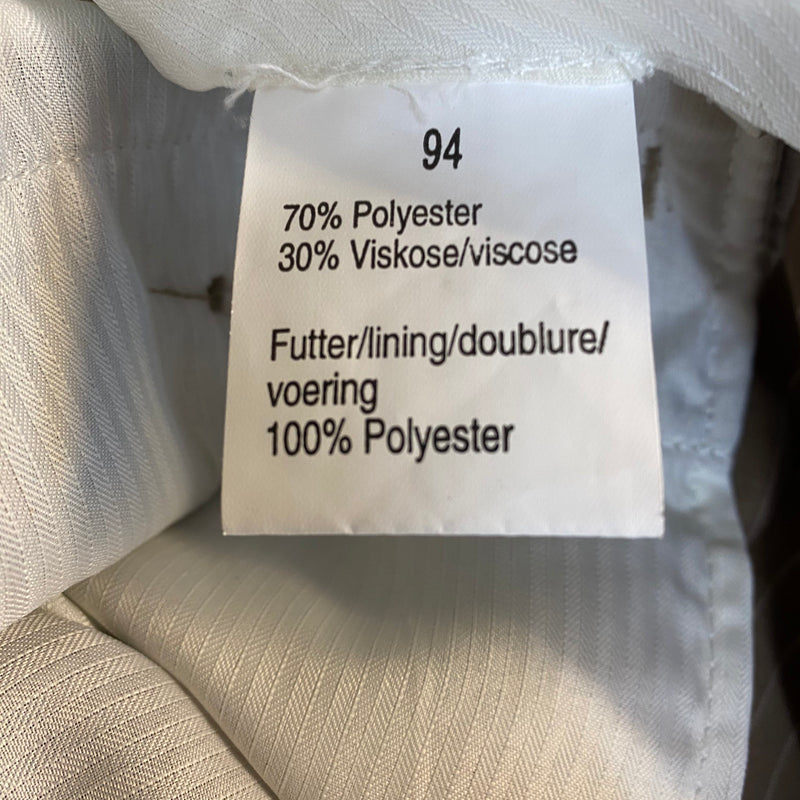 94
70% Polyester
30% Viskose/viscose
Futter/lining/doublure/
voering
100% Polyester